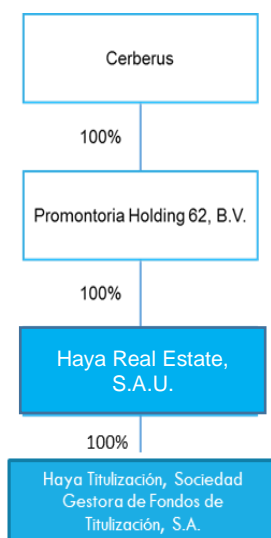 Cerberus
100%
Promontoria Holding 62, B.V.
100%
Haya Real Estate,
S.A.U.
100%
Haya Titulización, Sociedad
Gestora de Fondos de
Titulización, S.A.